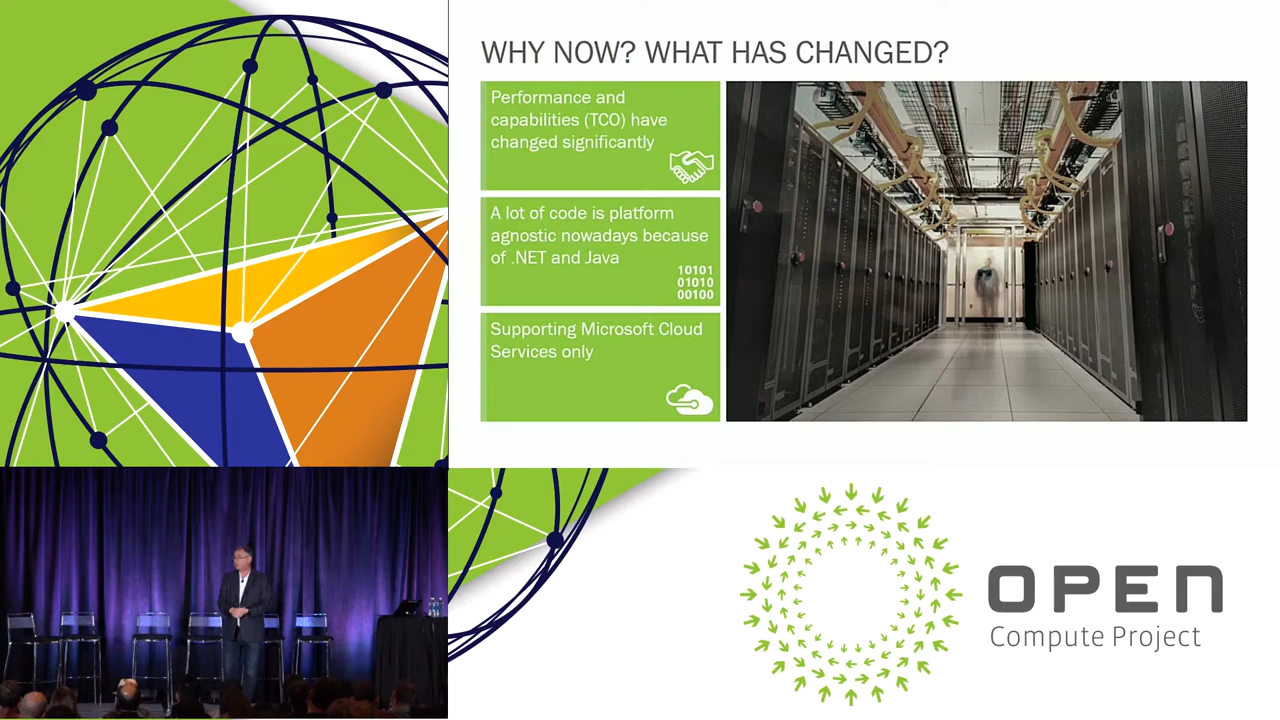 WHY NOW? WHAT HAS CHANGED?
Performance and
capabilities (TCO) have
changed significantly
A lot of code is platform
agnostic nowadays because
of .NET and Java
10101
01010
00100
Supporting Microsoft Cloud
Services only
OPEN
Compute Project